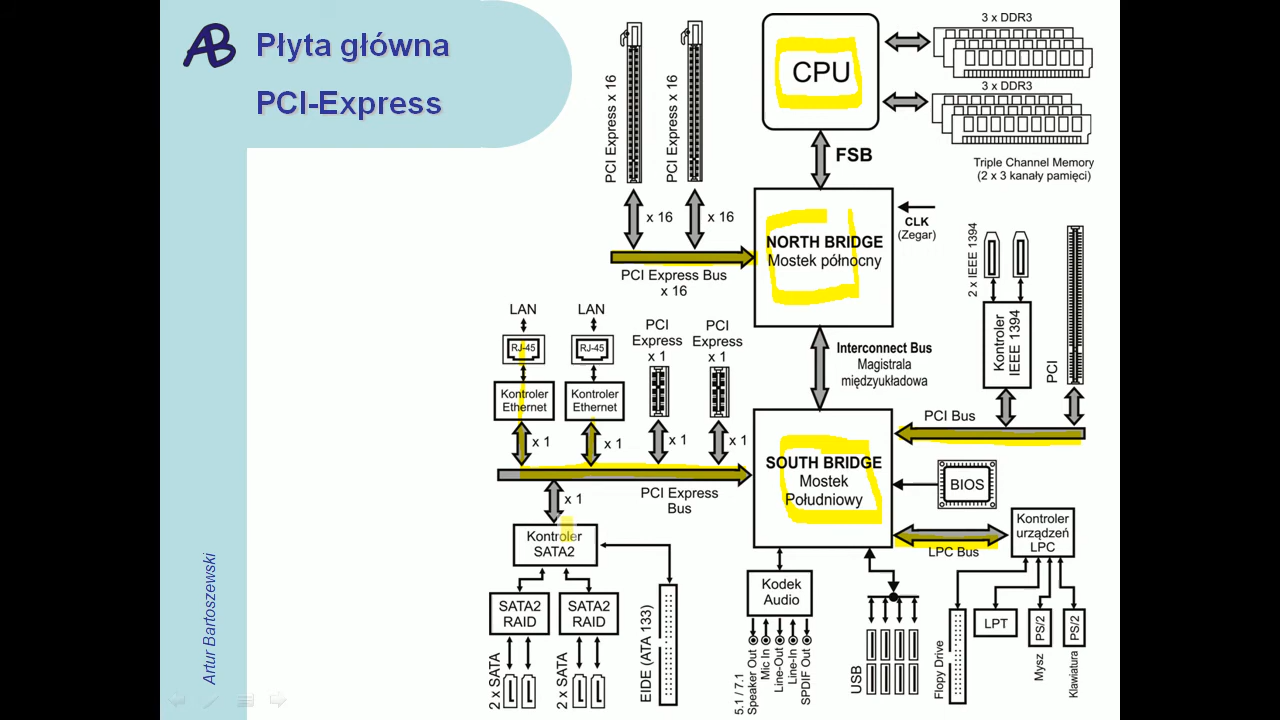 AB
Płyta główna
PCI-Express
PCI Express x 16
PCI Express x 16
CPU
3 x DDR3
3 x DDR3
Triple Channel Memory
(2 x 3 kanały pamięci)
FSB
x 16
x 16
NORTH BRIDGE
Mostek północny
CLK
(Zegar)
PCI Express Bus
x 16
2 x IEEE 1394
Kontroler
IEEE 1394
PCI
LAN
LAN
RJ-45
RJ-45
PCI
Express
x 1
PCI
Express
x 1
Interconnect Bus
Magistrala
międzyukładowa
Kontroler
Ethernet
Kontroler
Ethernet
x 1
x 1
x 1
x 1
PCI Bus
SOUTH BRIDGE
Mostek
Południowy
PCI Express
Bus
BIOS
x 1
Kontroler
SATA2
LPC Bus
Kontroler
urządzeń
LPC
SATA2
RAID
SATA2
RAID
2 x SATA
2 x SATA
EIDE (ATA 133)
Kodek
Audio
5.1 / 7.1
Speaker Out
Mic In
Line-Out
Line-In
SPDIF Out
USB
Flopy Drive
LPT
PS/2
PS/2
Mysz
Klawiatura
Artur Bartoszewski